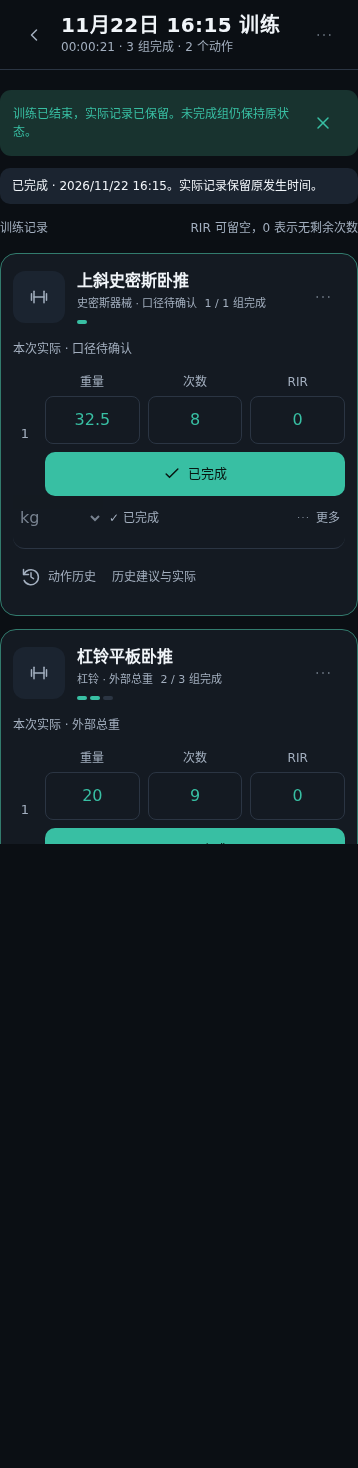 11月22日 16:15 训练
00:00:21 · 3 组完成 · 2 个动作
训练已结束，实际记录已保留。未完成组仍保持原状
态。
已完成 · 2026/11/22 16:15。实际记录保留原发生时间。
训练记录
RIR 可留空，0 表示无剩余次数
上斜史密斯卧推
史密斯器械 · 口径待确认 1 / 1 组完成
本次实际 · 口径待确认
重量 次数 RIR
1 32.5 8 0
已完成
kg ✓ 已完成 ··· 更多
动作历史 历史建议与实际
杠铃平板卧推
杠铃 · 外部总重 2 / 3 组完成
本次实际 · 外部总重
重量 次数 RIR
1 20 9 0